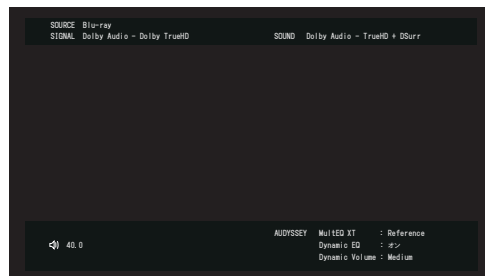 SOURCE Blu-ray
SIGNAL Dolby Audio - Dolby TrueHD SOUND Dolby Audio - TrueHD + DSurr
AUDYSSEY MultEQ XT : Reference
40.0 Dynamic EQ : オン
Dynamic Volume : Medium